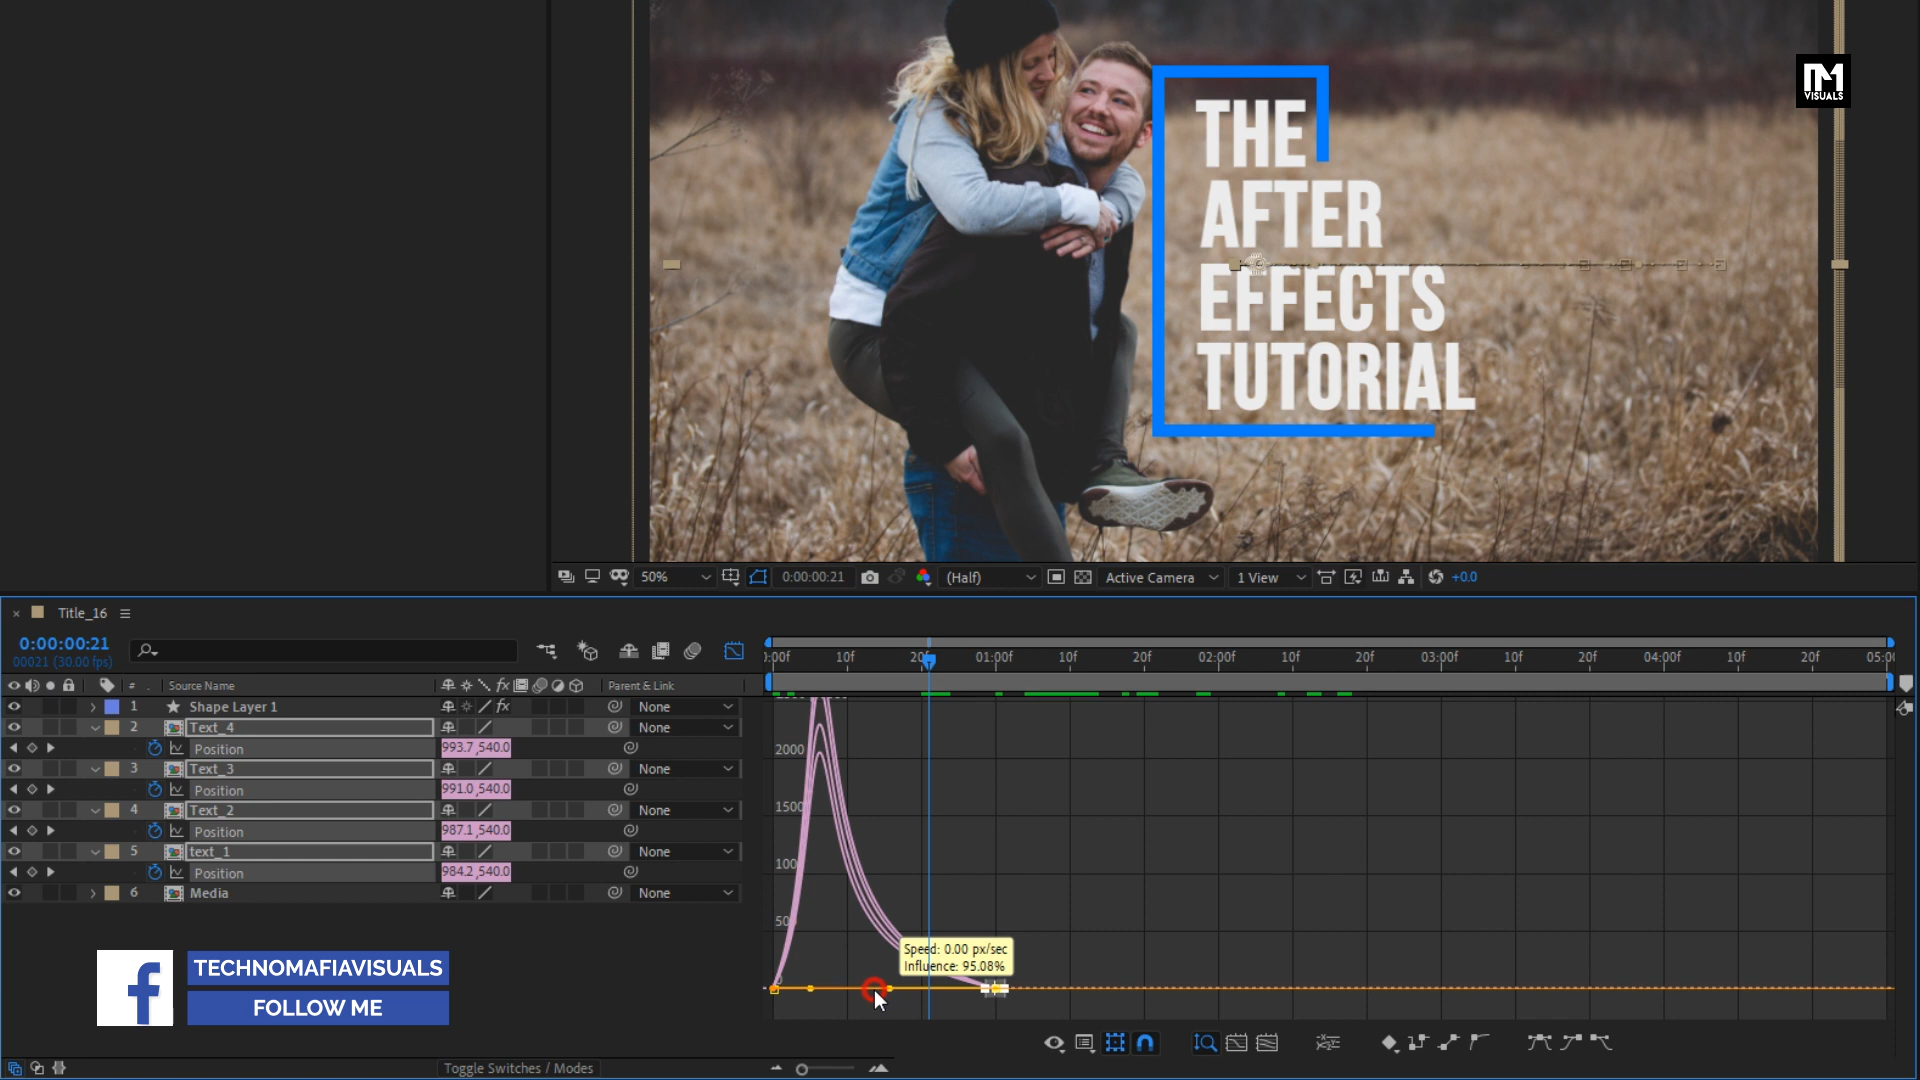 VISUALS
THE
AFTER
EFFECTS
TUTORIAL
50%
0:00:00:21
(Half)
Active Camera
1 View
+0.0
Title_16
0:00:00:21
00021 (30.00 fps)
:00f 10f 20f 01:00f 10f 20f 02:00f 10f 20f 03:00f 10f 20f 04:00f 10f 20f 05:00
# Source Name fx Parent & Link
1 Shape Layer 1 fx None
2 Text_4 None
Position 993.7,540.0
3 Text_3 None
Position 991.0,540.0
4 Text_2 None
Position 987.1,540.0
5 text_1 None
Position 984.2,540.0
6 Media None
2000
1500
Speed: 0.00 px/sec
Influence: 95.08%
TECHNOMAFIAVISUALS
FOLLOW ME
Toggle Switches / Modes